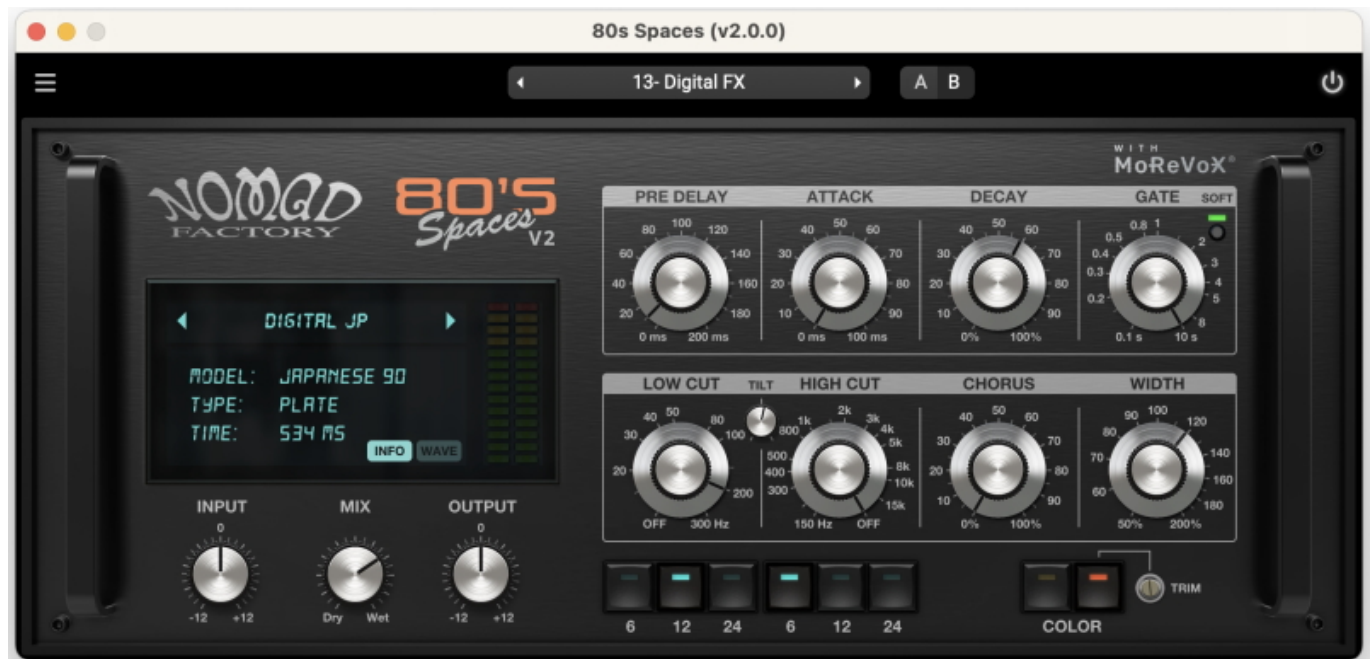 80s Spaces (v2.0.0)
13- Digital FX
A B
WITH
MoReVoX®
NOMAD
FACTORY
80'S
Spaces
V2
PRE DELAY ATTACK DECAY GATE SOFT
20 40 60 80 100 120 140 160 180
0 ms 200 ms
10 20 30 40 50 60 70 80 90
0 ms 100 ms
10 20 30 40 50 60 70 80 90
0% 100%
0.2 0.3 0.4 0.5 0.8 1 2 3 4 5 8
0.1 s 10 s
DIGITAL JP
MODEL: JAPANESE 90
TYPE: PLATE
TIME: 534 MS
INFO WAVE
LOW CUT TILT HIGH CUT CHORUS WIDTH
20 30 40 50 80 100 200
OFF 300 Hz
300 400 500 800 1k 2k 3k 4k 5k 8k 10k 15k
150 Hz OFF
10 20 30 40 50 60 70 80 90
0% 100%
60 70 80 90 100 120 140 160 180
50% 200%
INPUT MIX OUTPUT
0 0
-12 +12 Dry Wet -12 +12
6 12 24 6 12 24
COLOR
TRIM